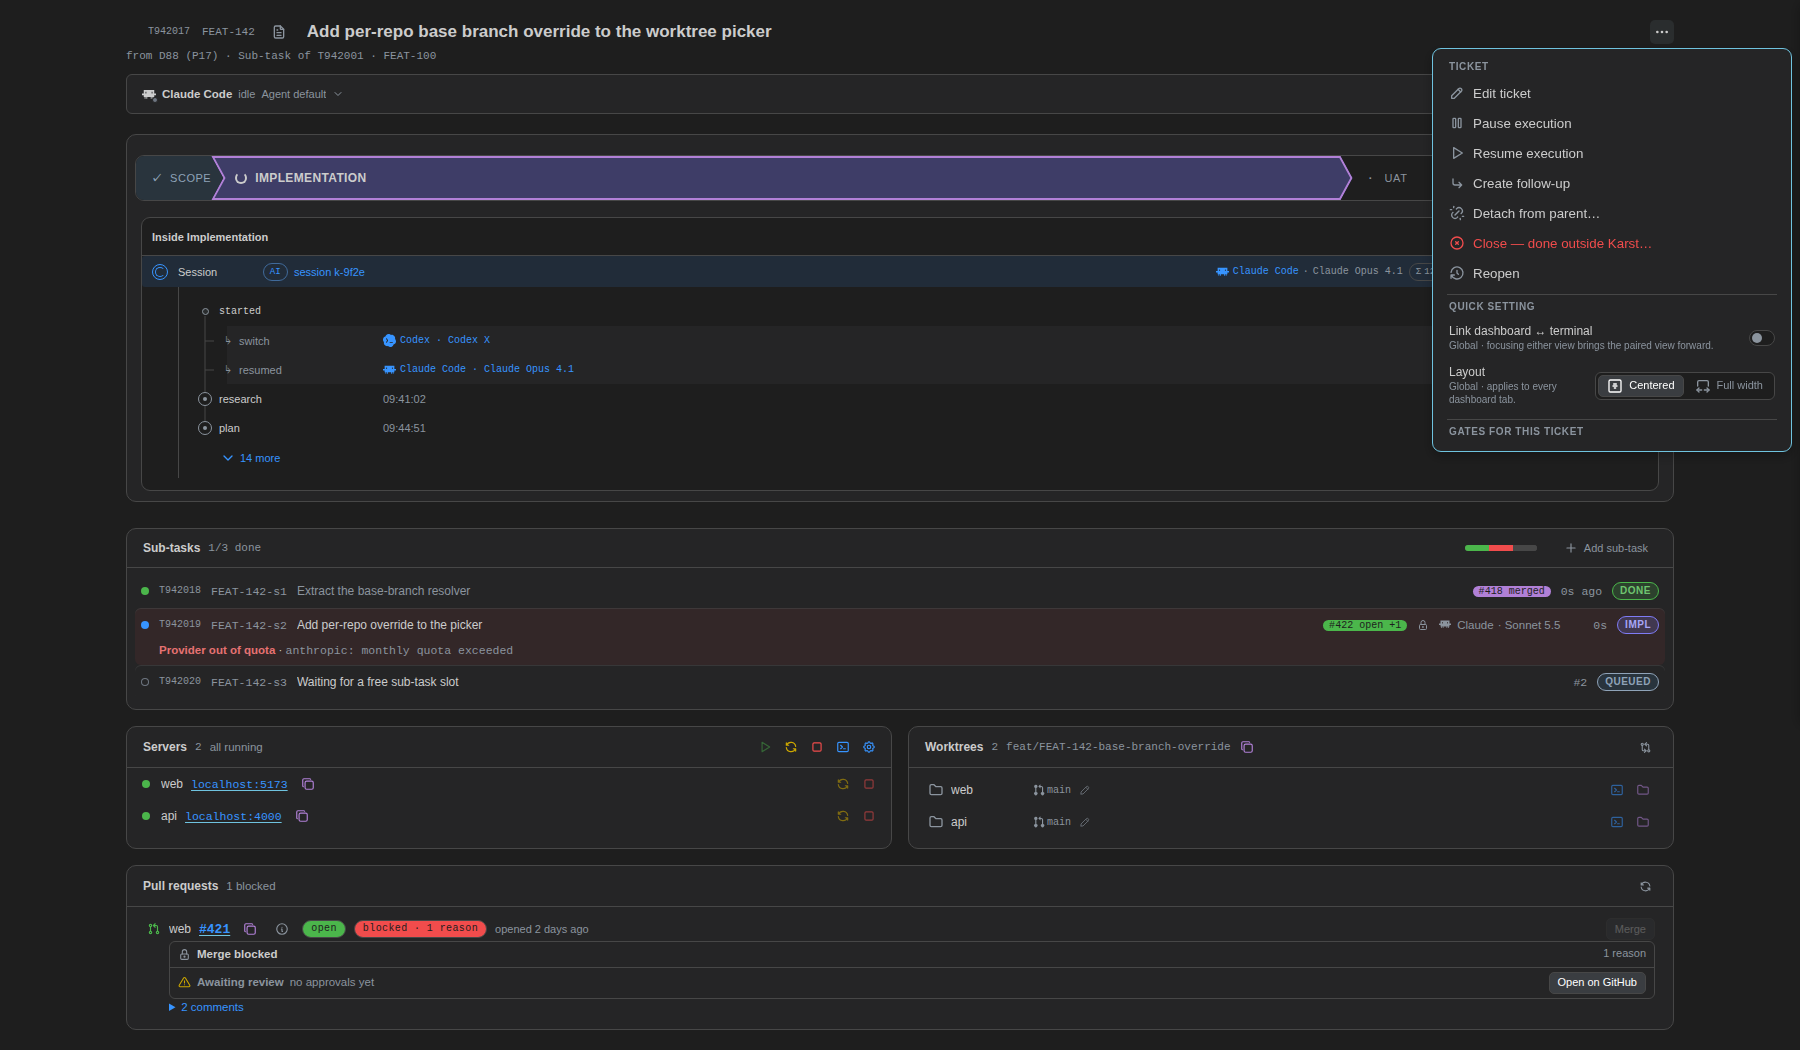 T942017 FEAT-142 Add per-repo base branch override to the worktree picker
from D88 (P17) · Sub-task of T942001 · FEAT-100
Claude Code idle Agent default
SCOPE IMPLEMENTATION · UAT
Inside Implementation
Session AI session k-9f2e Claude Code · Claude Opus 4.1
started
↳ switch Codex · Codex X
↳ resumed Claude Code · Claude Opus 4.1
research 09:41:02
plan 09:44:51
14 more
TICKET
Edit ticket
Pause execution
Resume execution
Create follow-up
Detach from parent…
Close — done outside Karst…
Reopen
QUICK SETTING
Link dashboard ↔ terminal
Global · focusing either view brings the paired view forward.
Layout
Global · applies to every
dashboard tab.
Centered Full width
GATES FOR THIS TICKET
Sub-tasks 1/3 done Add sub-task
T942018 FEAT-142-s1 Extract the base-branch resolver #418 merged 0s ago DONE
T942019 FEAT-142-s2 Add per-repo override to the picker #422 open +1 Claude · Sonnet 5.5 0s IMPL
Provider out of quota · anthropic: monthly quota exceeded
T942020 FEAT-142-s3 Waiting for a free sub-task slot #2 QUEUED
Servers 2 all running
web localhost:5173
api localhost:4000
Worktrees 2 feat/FEAT-142-base-branch-override
web main
api main
Pull requests 1 blocked
web #421 open blocked · 1 reason opened 2 days ago Merge
Merge blocked 1 reason
Awaiting review no approvals yet Open on GitHub
2 comments